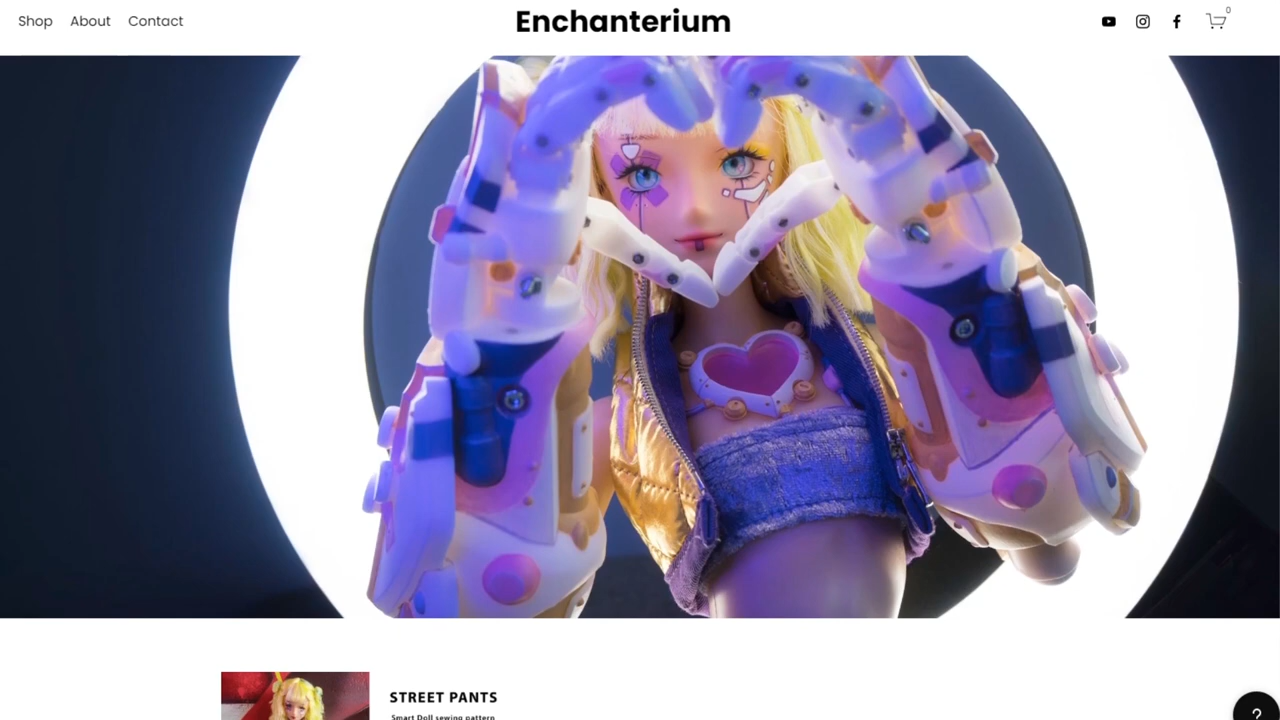 Shop About Contact
Enchanterium
0
STREET PANTS
Smart Doll sewing pattern
?